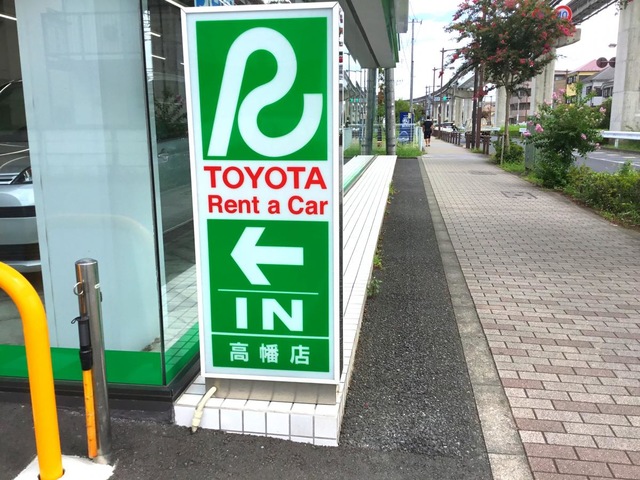 TOYOTA
Rent a Car
IN
高幡店